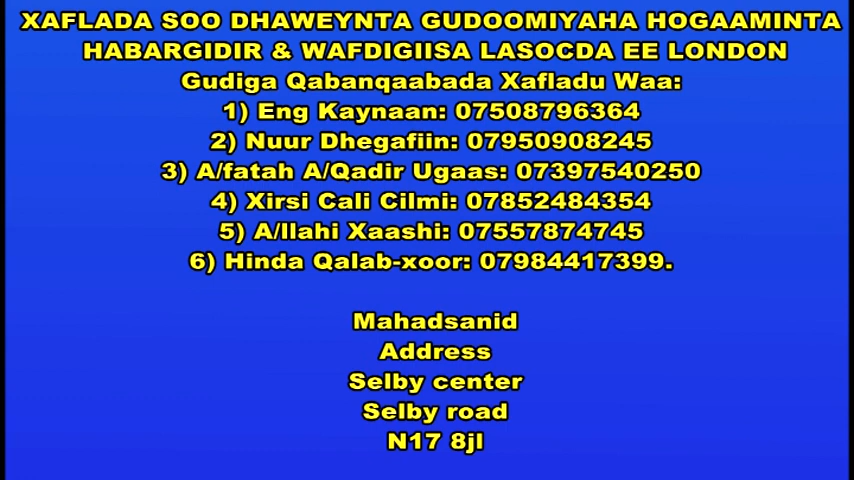 XAFLADA SOO DHAWEYNTA GUDOOMIYAHA HOGAAMINTA
HABARGIDIR & WAFDIGIISA LASOCDA EE LONDON
Gudiga Qabanqaabada Xafladu Waa:
1) Eng Kaynaan: 07508796364
2) Nuur Dhegafiin: 07950908245
3) A/fatah A/Qadir Ugaas: 07397540250
4) Xirsi Cali Cilmi: 07852484354
5) A/llahi Xaashi: 07557874745
6) Hinda Qalab-xoor: 07984417399.
Mahadsanid
Address
Selby center
Selby road
N17 8jl